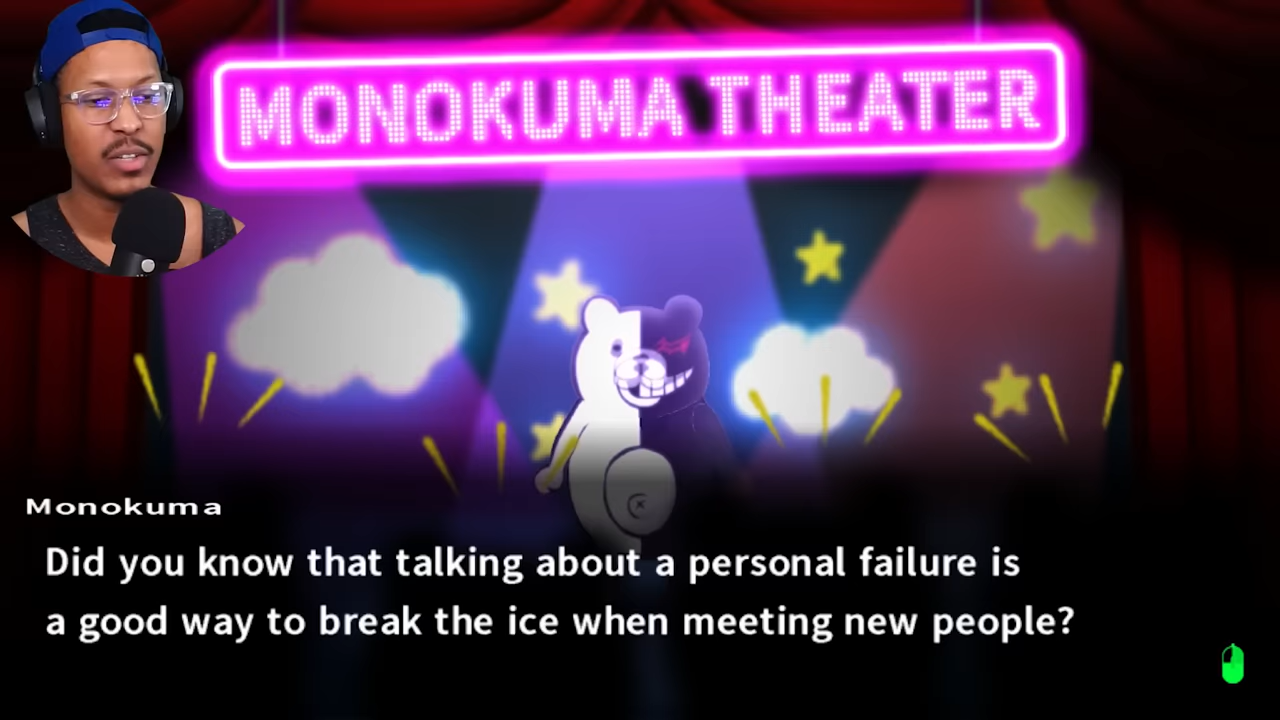 MONOKUMA THEATER
Monokuma
Did you know that talking about a personal failure is
a good way to break the ice when meeting new people?